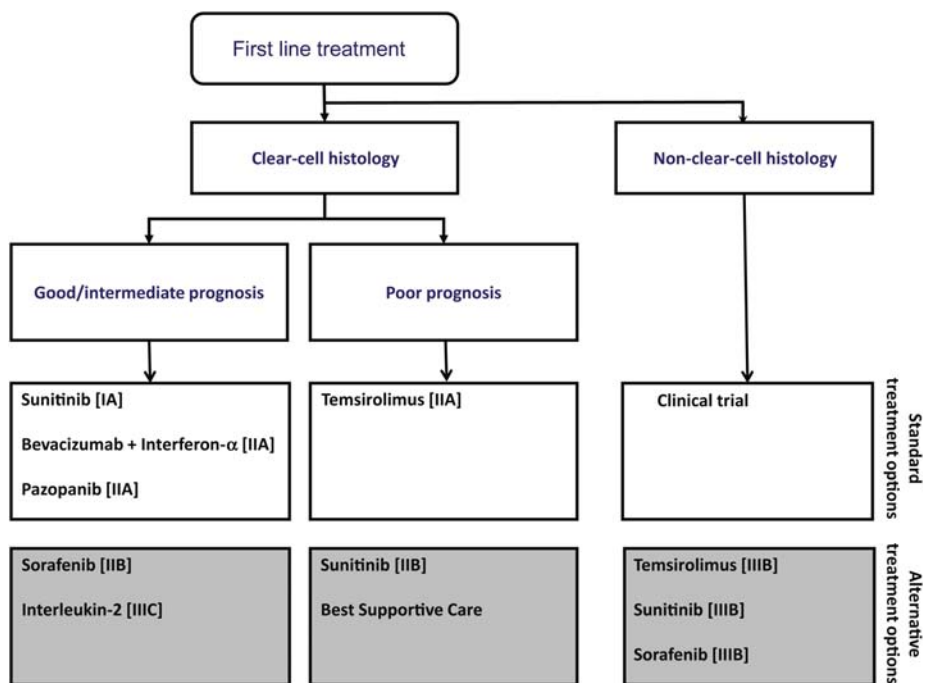 First line treatment
Clear-cell histology
Non-clear-cell histology
Good/intermediate prognosis
Poor prognosis
Sunitinib [IA]
Bevacizumab + Interferon-α [IIA]
Pazopanib [IIA]
Temsirolimus [IIA]
Clinical trial
Standard
treatment options
Sorafenib [IIB]
Interleukin-2 [IIIC]
Sunitinib [IIB]
Best Supportive Care
Temsirolimus [IIIB]
Sunitinib [IIIB]
Sorafenib [IIIB]
Alternative
treatment options